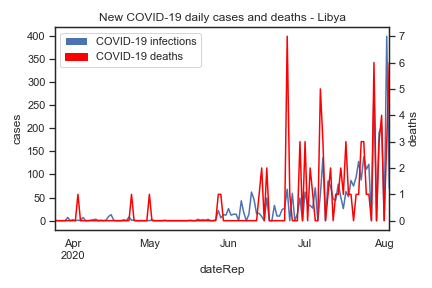 New COVID-19 daily cases and deaths - Libya
COVID-19 infections
COVID-19 deaths
cases
400
350
300
250
200
150
100
50
0
deaths
7
6
5
4
3
2
1
0
Apr
2020
May
Jun
Jul
Aug
dateRep